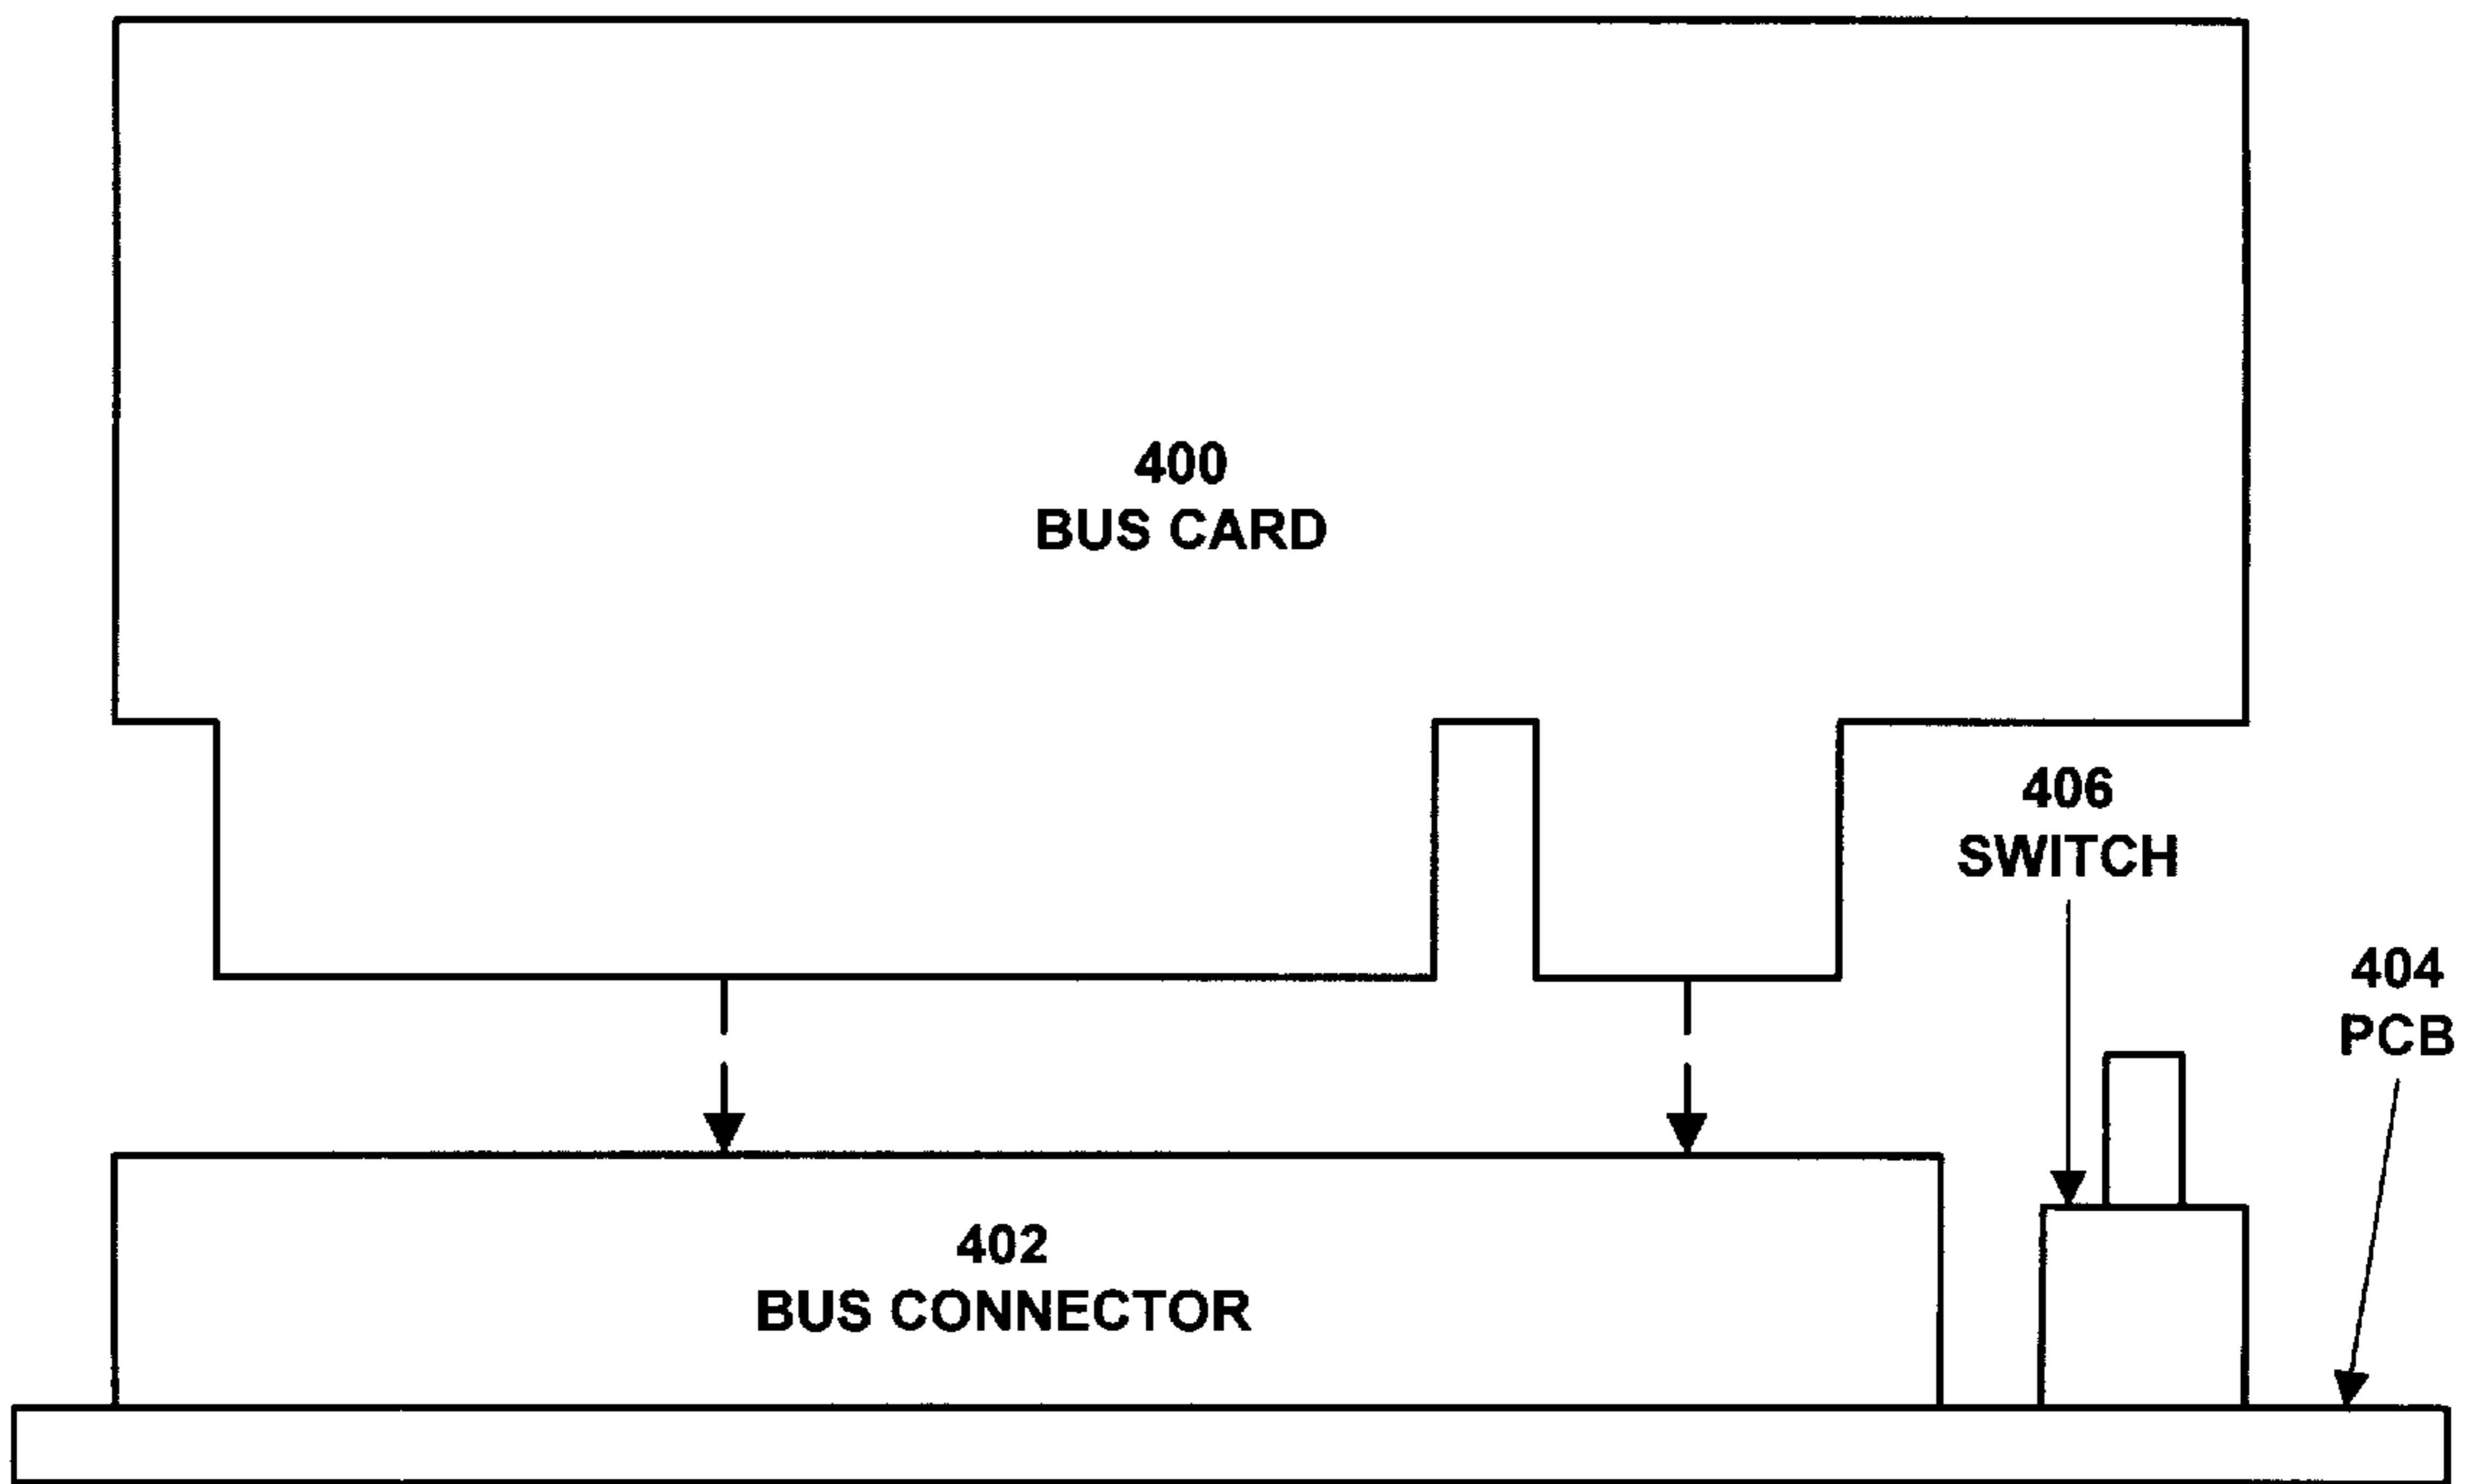 400
BUS CARD
406
SWITCH
404
PCB
402
BUS CONNECTOR